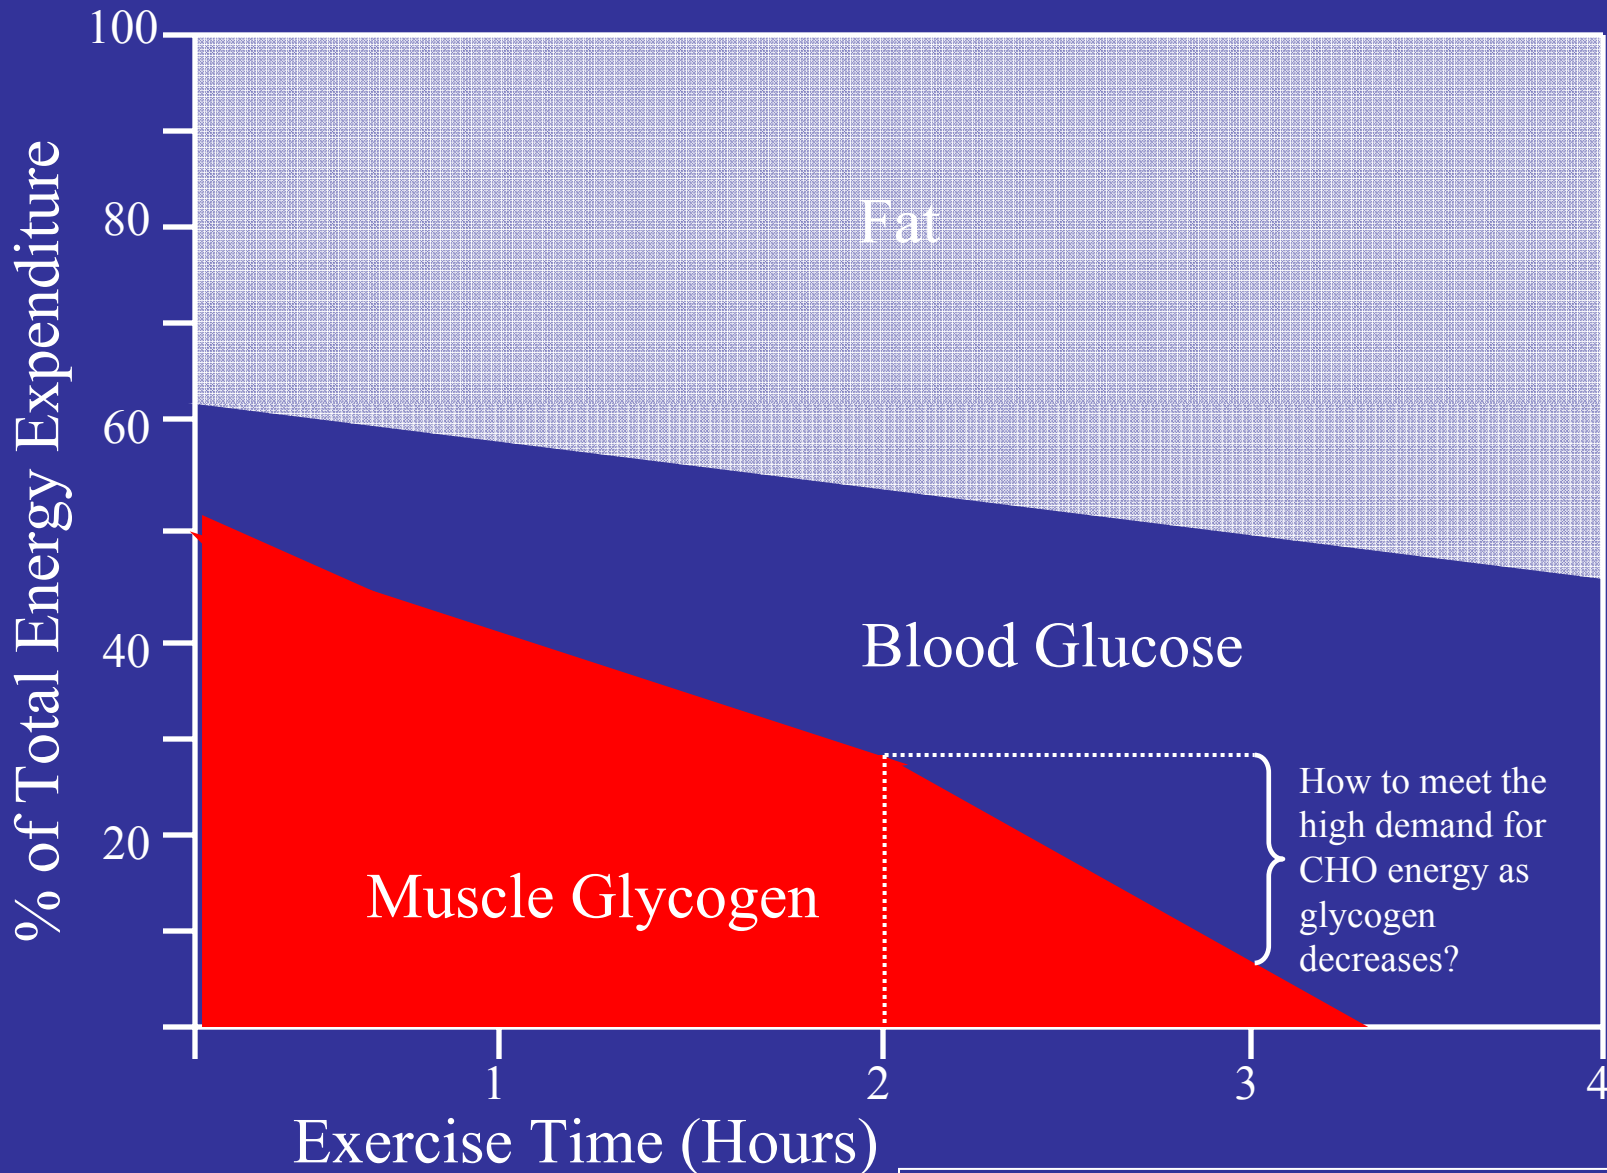 100
80
60
40
20
% of Total Energy Expenditure
Fat
Blood Glucose
Muscle Glycogen
How to meet the
high demand for
CHO energy as
glycogen
decreases?
1
2
3
4
Exercise Time (Hours)